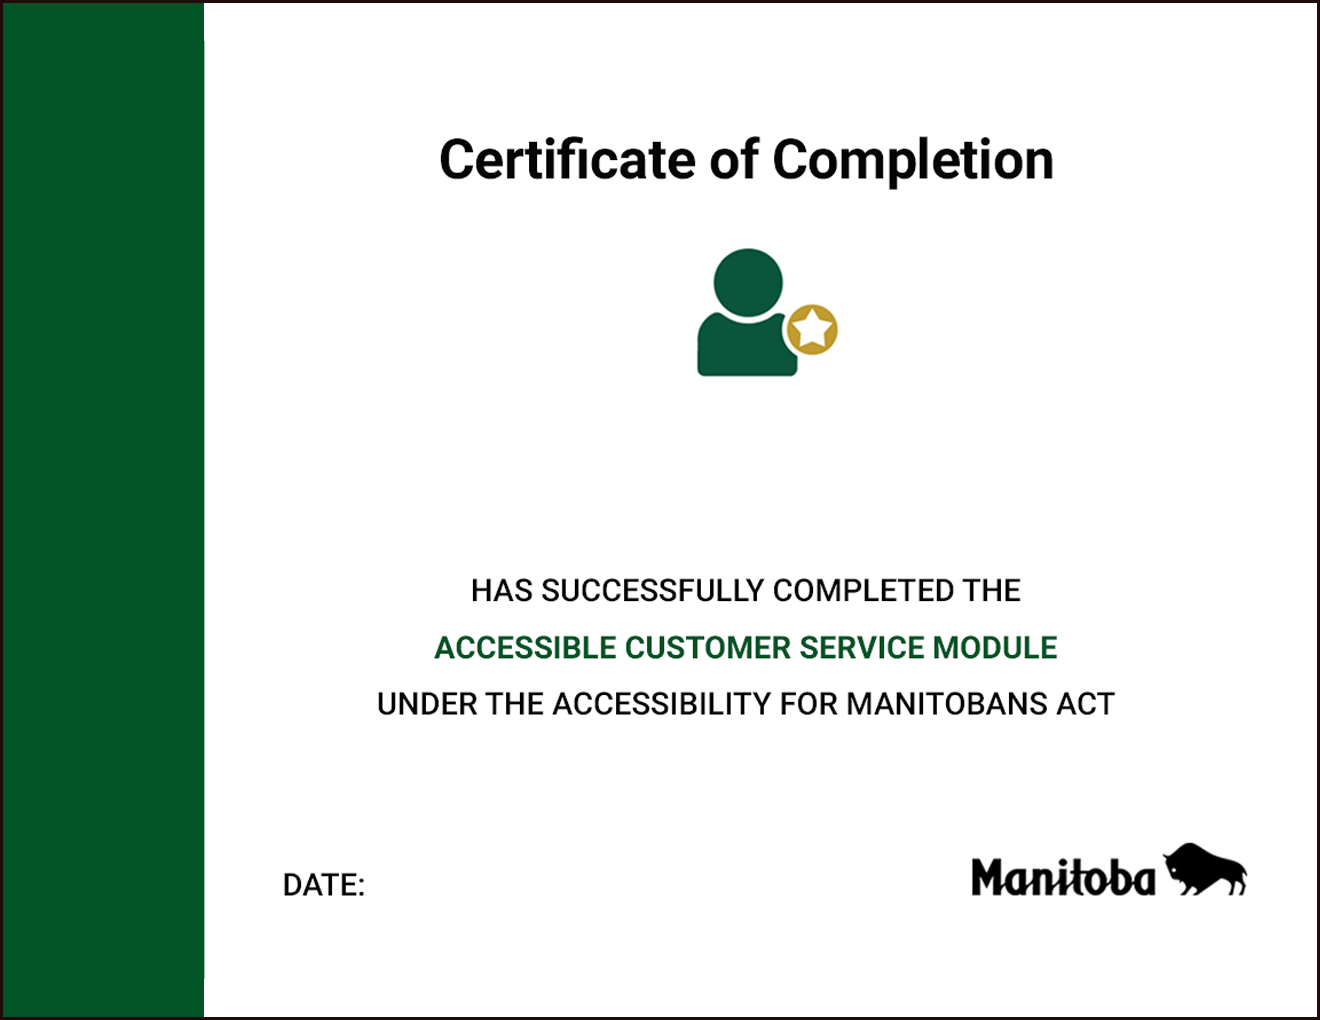 Certificate of Completion
HAS SUCCESSFULLY COMPLETED THE
ACCESSIBLE CUSTOMER SERVICE MODULE
UNDER THE ACCESSIBILITY FOR MANITOBANS ACT
DATE:
Manitoba